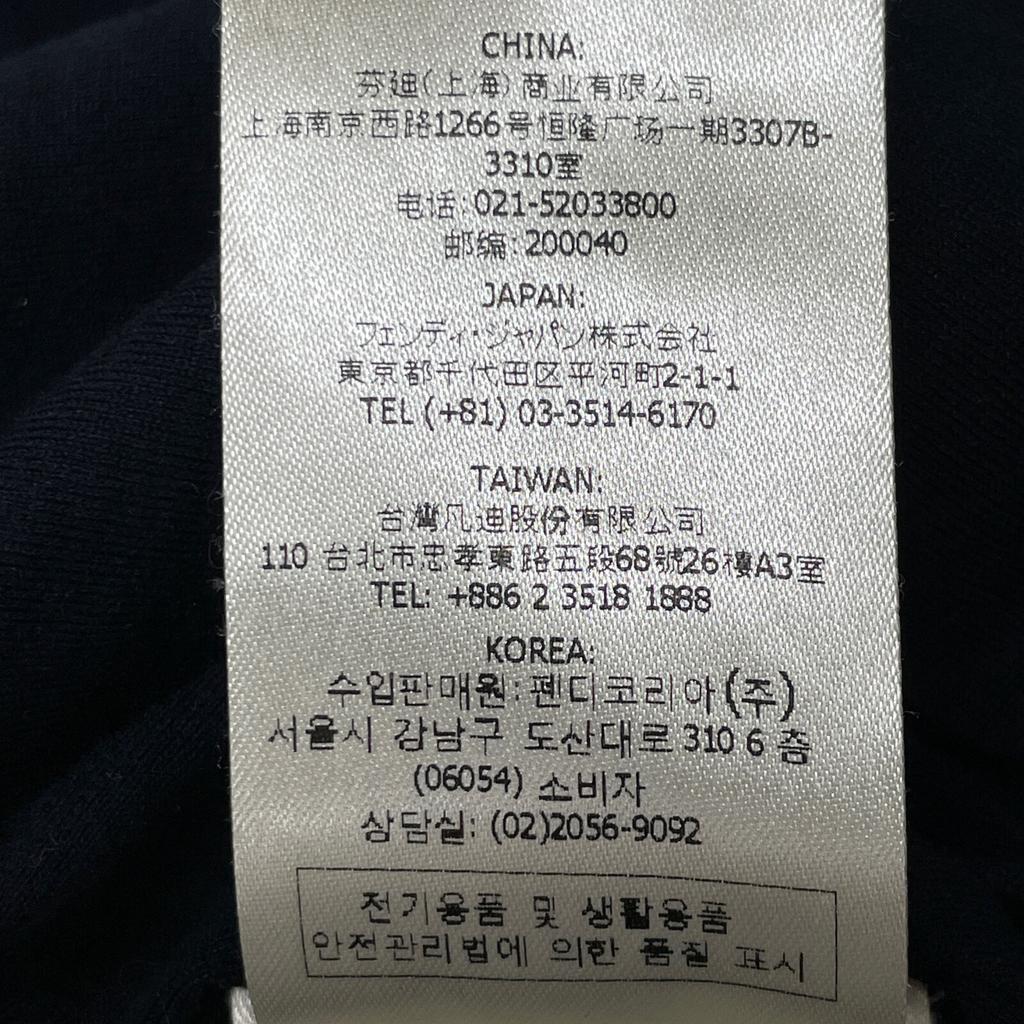 CHINA:
芬迪(上海)商业有限公司
上海南京西路1266号恒隆广场一期3307B-
3310室
电话:021-52033800
邮编:200040
JAPAN:
フェンディ・ジャパン株式会社
東京都千代田区平河町2-1-1
TEL (+81) 03-3514-6170
TAIWAN:
台灣凡迪股份有限公司
110 台北市忠孝東路五段68號26樓A3室
TEL: +886 2 3518 1888
KOREA:
수입판매원:펜디코리아(주)
서울시 강남구 도산대로 310 6 층
(06054) 소비자
상담실: (02)2056-9092
전기용품 및 생활용품
안전관리법에 의한 품질 표시